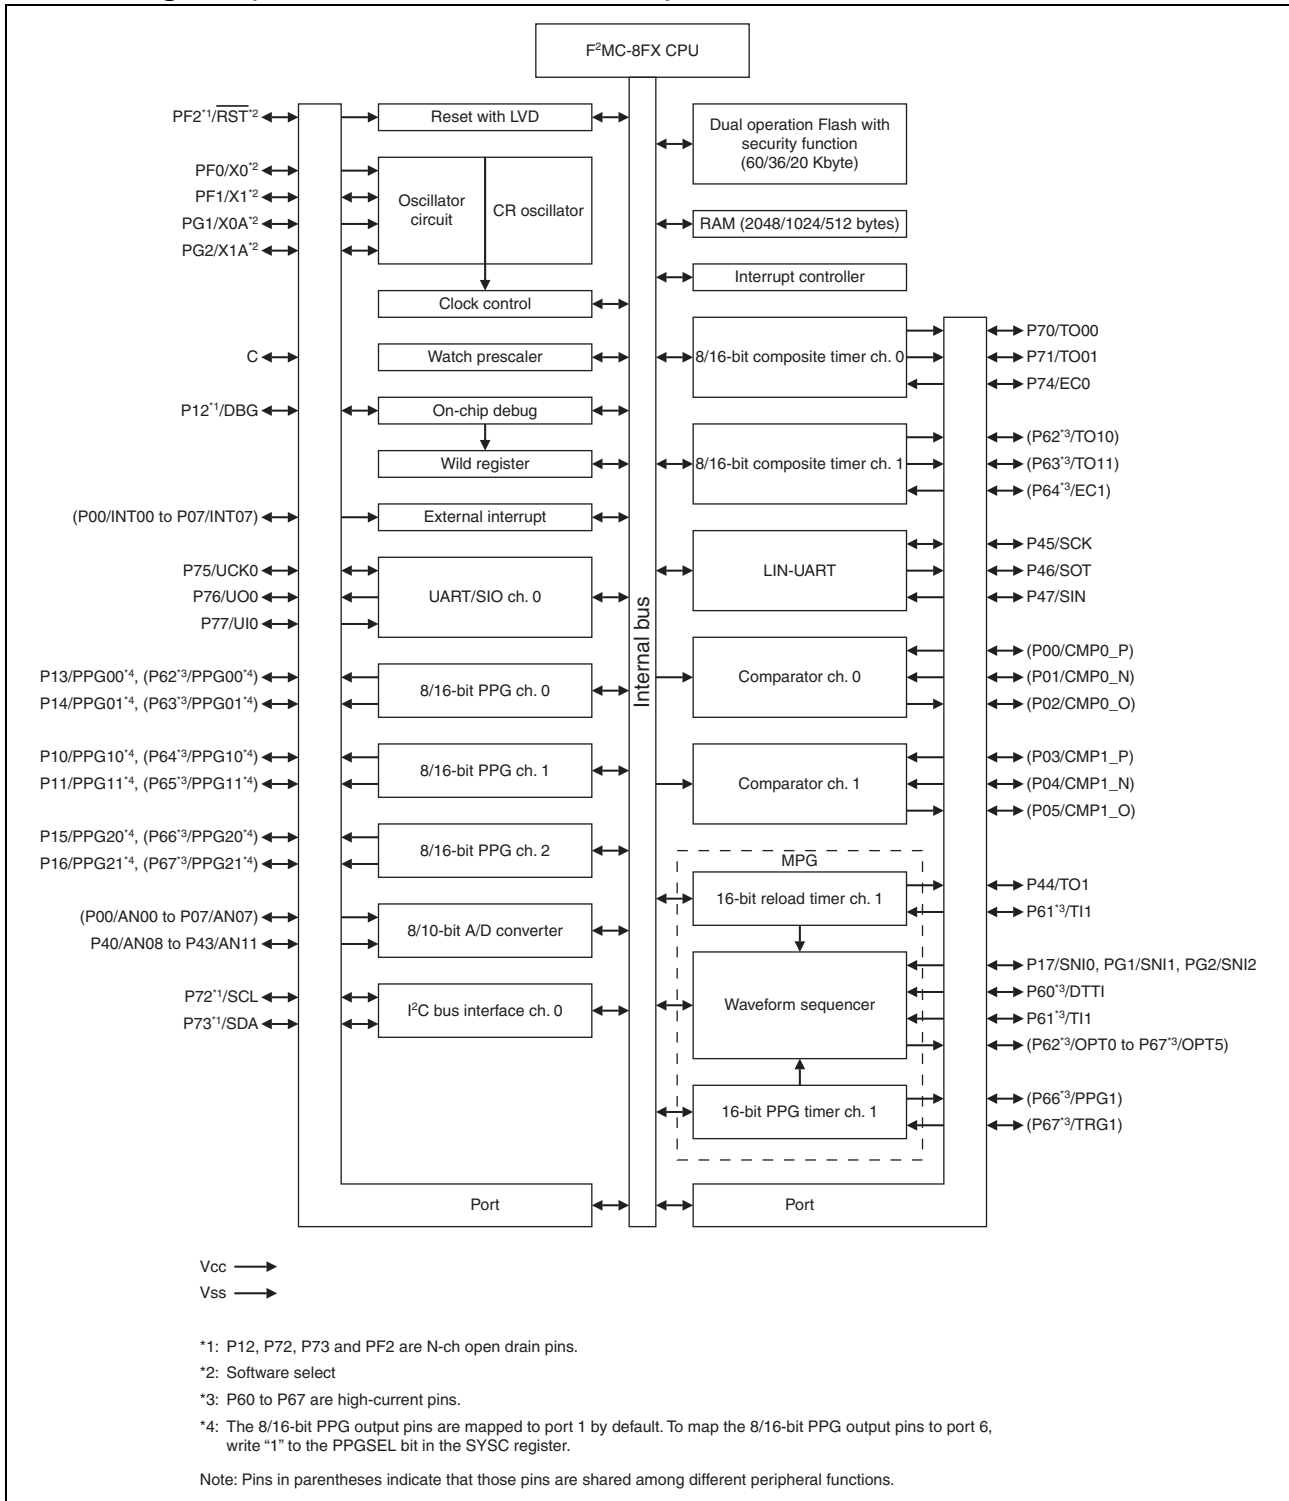 F²MC-8FX CPU
PF2*1/RST*2
Reset with LVD
Dual operation Flash with
security function
(60/36/20 Kbyte)
PF0/X0*2
PF1/X1*2
PG1/X0A*2
PG2/X1A*2
Oscillator
circuit
CR oscillator
RAM (2048/1024/512 bytes)
Interrupt controller
Clock control
C
Watch prescaler
8/16-bit composite timer ch. 0
P70/TO00
P71/TO01
P74/EC0
P12*1/DBG
On-chip debug
Wild register
8/16-bit composite timer ch. 1
(P62*3/TO10)
(P63*3/TO11)
(P64*3/EC1)
(P00/INT00 to P07/INT07)
External interrupt
P75/UCK0
P76/UO0
P77/UI0
UART/SIO ch. 0
LIN-UART
P45/SCK
P46/SOT
P47/SIN
Internal bus
P13/PPG00*4, (P62*3/PPG00*4)
P14/PPG01*4, (P63*3/PPG01*4)
8/16-bit PPG ch. 0
Comparator ch. 0
(P00/CMP0_P)
(P01/CMP0_N)
(P02/CMP0_O)
P10/PPG10*4, (P64*3/PPG10*4)
P11/PPG11*4, (P65*3/PPG11*4)
8/16-bit PPG ch. 1
Comparator ch. 1
(P03/CMP1_P)
(P04/CMP1_N)
(P05/CMP1_O)
P15/PPG20*4, (P66*3/PPG20*4)
P16/PPG21*4, (P67*3/PPG21*4)
8/16-bit PPG ch. 2
MPG
16-bit reload timer ch. 1
P44/TO1
P61*3/TI1
(P00/AN00 to P07/AN07)
P40/AN08 to P43/AN11
8/10-bit A/D converter
Waveform sequencer
P17/SNI0, PG1/SNI1, PG2/SNI2
P60*3/DTTI
P61*3/TI1
(P62*3/OPT0 to P67*3/OPT5)
P72*1/SCL
P73*1/SDA
I²C bus interface ch. 0
16-bit PPG timer ch. 1
(P66*3/PPG1)
(P67*3/TRG1)
Port
Port
Vcc
Vss
*1: P12, P72, P73 and PF2 are N-ch open drain pins.
*2: Software select
*3: P60 to P67 are high-current pins.
*4: The 8/16-bit PPG output pins are mapped to port 1 by default. To map the 8/16-bit PPG output pins to port 6,
write “1” to the PPGSEL bit in the SYSC register.
Note: Pins in parentheses indicate that those pins are shared among different peripheral functions.